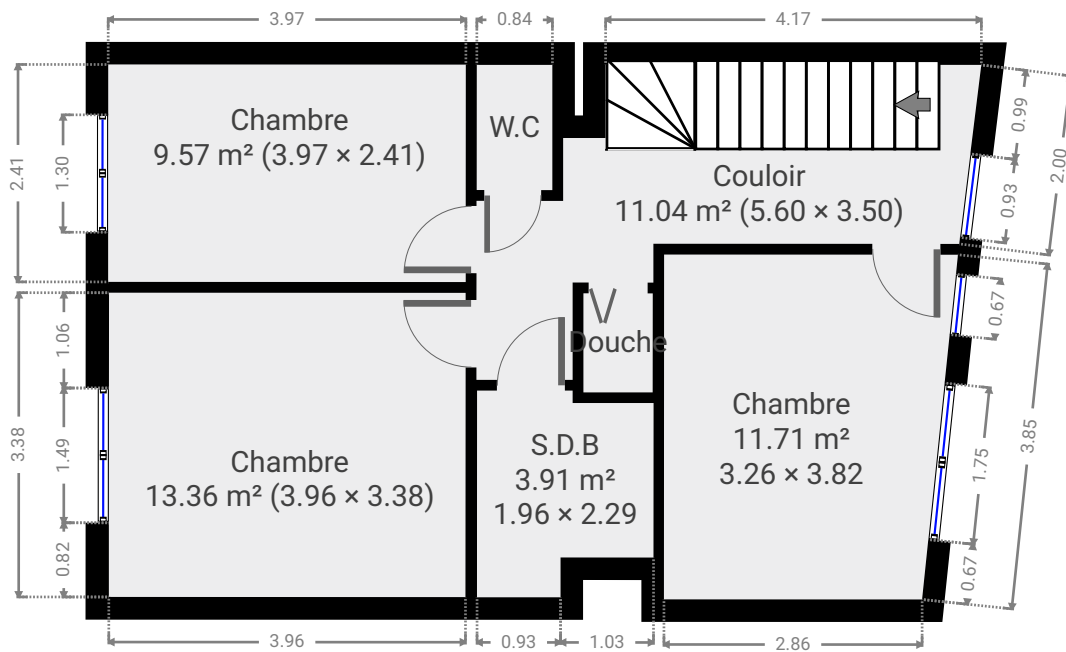 3.97
0.84
4.17
Chambre
9.57 m² (3.97 × 2.41)
W.C
2.41
1.30
0.99
2.00
0.93
Couloir
11.04 m² (5.60 × 3.50)
0.67
Douche
3.38
1.06
1.49
0.82
Chambre
13.36 m² (3.96 × 3.38)
S.D.B
3.91 m²
1.96 × 2.29
Chambre
11.71 m²
3.26 × 3.82
1.75
3.85
0.67
3.96
0.93
1.03
2.86